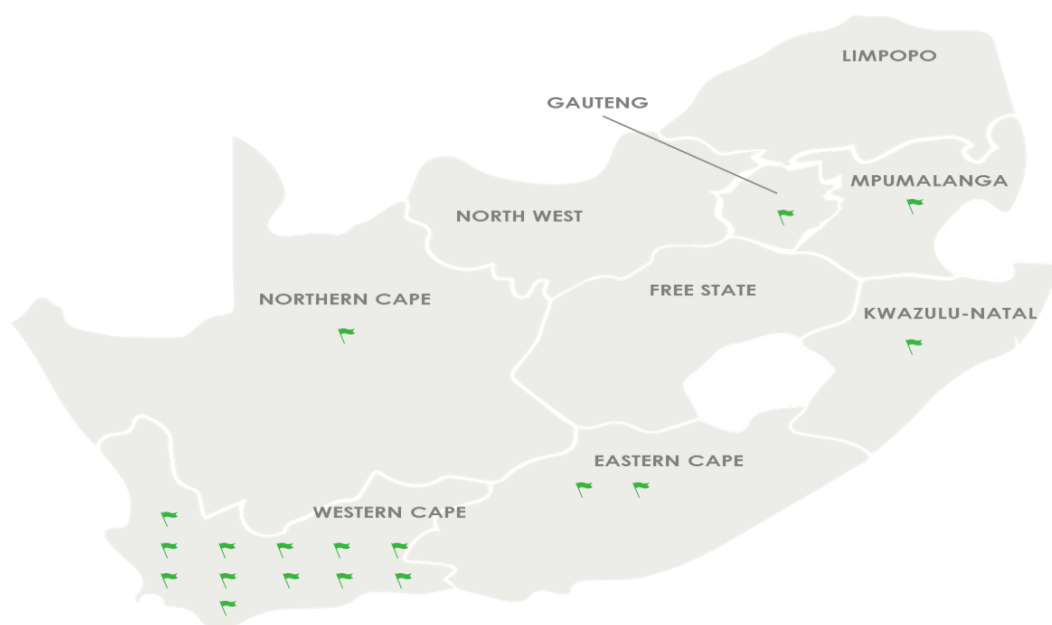 LIMPOPO
GAUTENG
MPUMALANGA
NORTH WEST
FREE STATE
NORTHERN CAPE
KWAZULU-NATAL
EASTERN CAPE
WESTERN CAPE